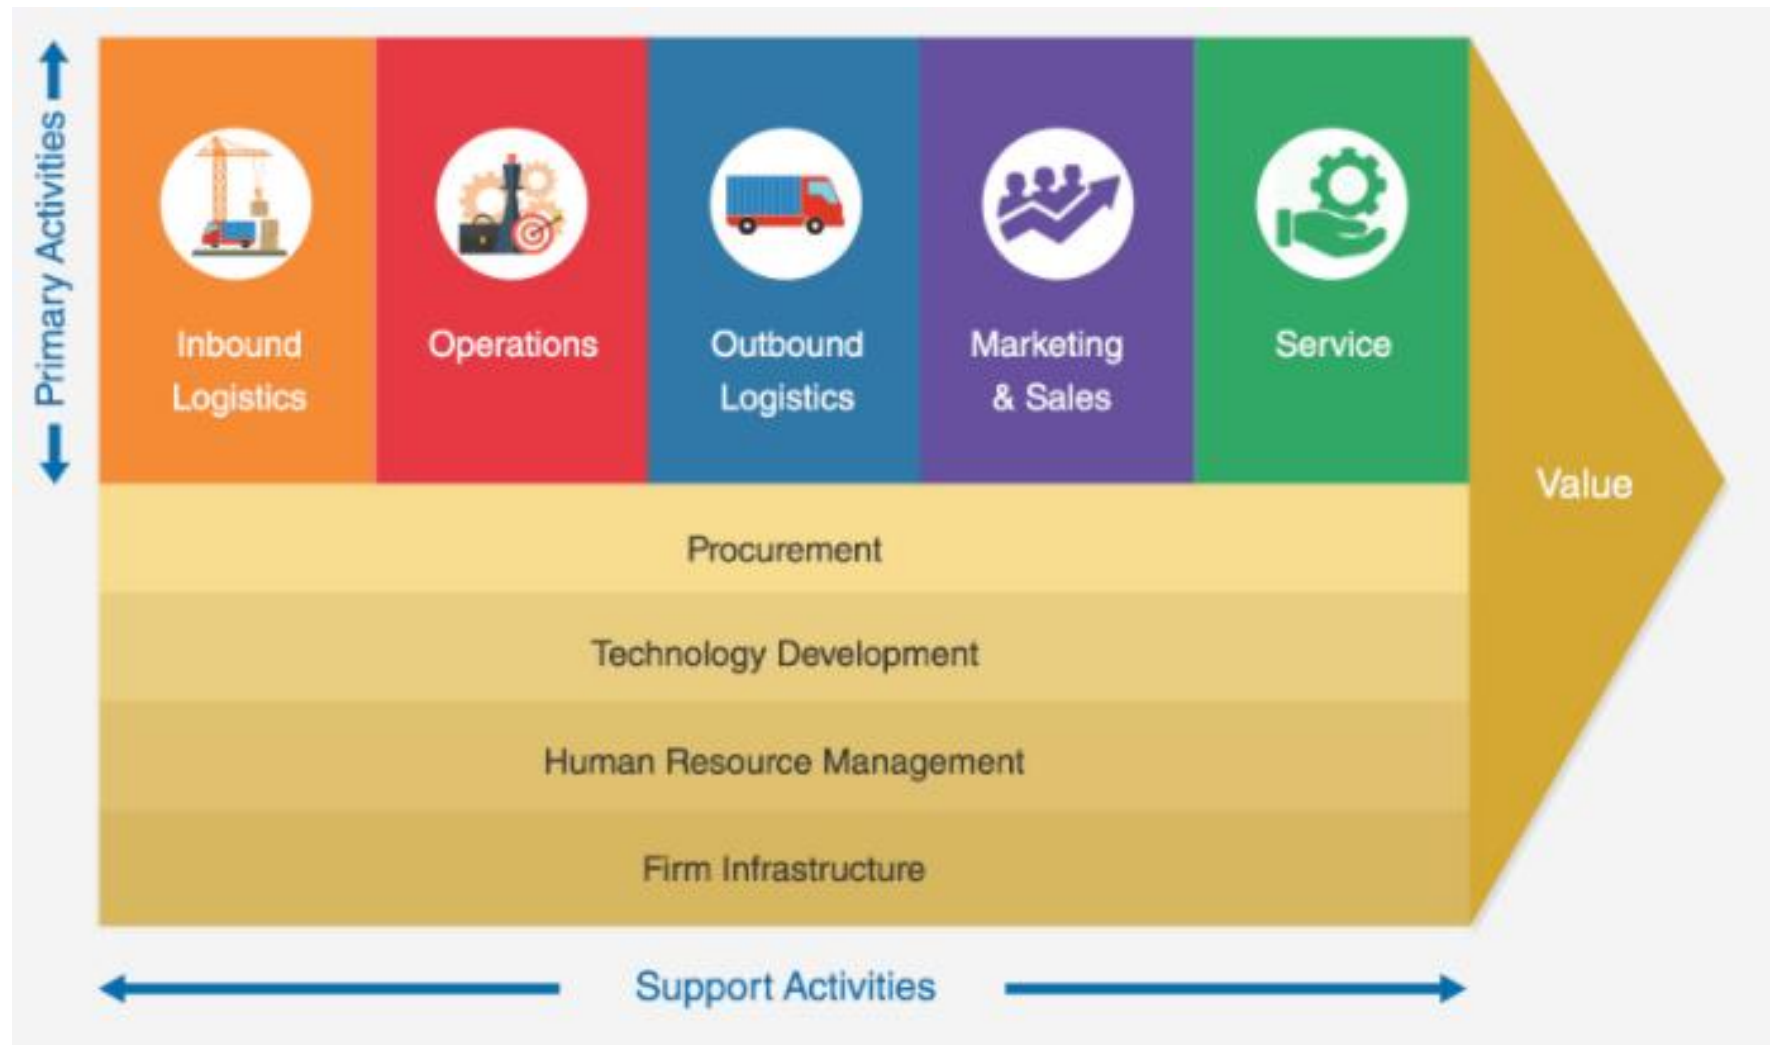 Primary Activities
Inbound
Logistics
Operations
Outbound
Logistics
Marketing
& Sales
Service
Value
Procurement
Technology Development
Human Resource Management
Firm Infrastructure
Support Activities